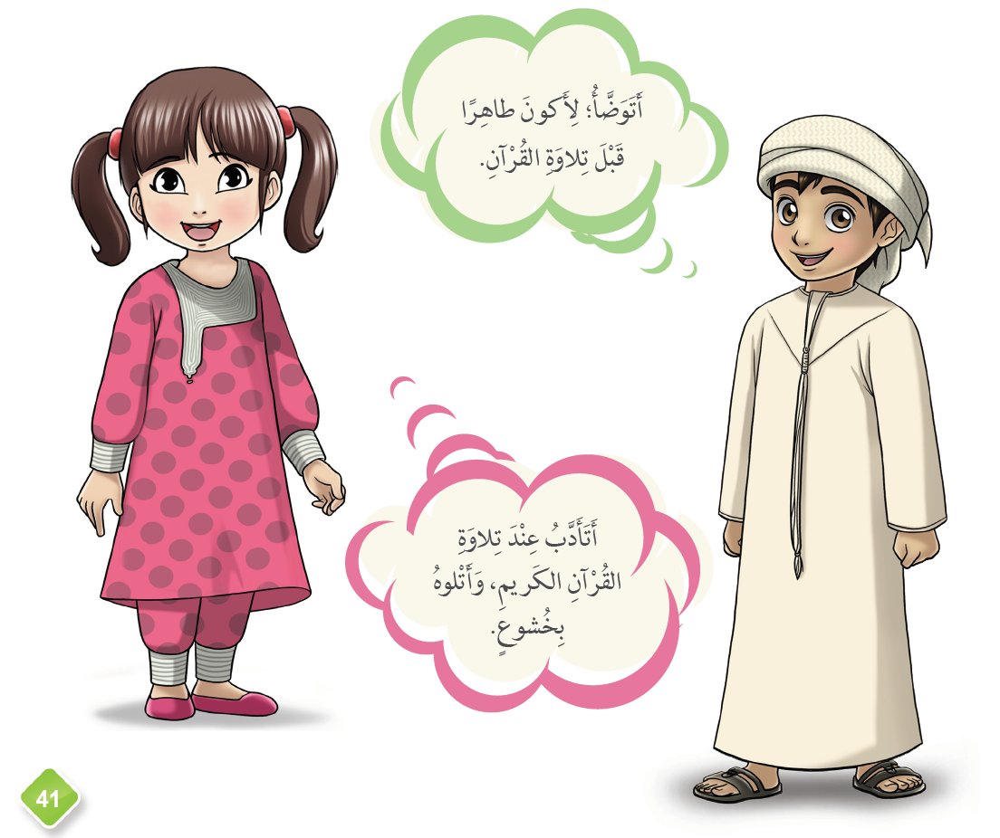 أَتَوَضَّأُ؛ لِأَكونَ طاهِرًا
قَبْلَ تِلاوَةِ القُرْآنِ.
أَتَأَدَّبُ عِنْدَ تِلاوَةِ
القُرْآنِ الكَريمِ، وَأَتْلوهُ
بِخُشوعٍ.
41